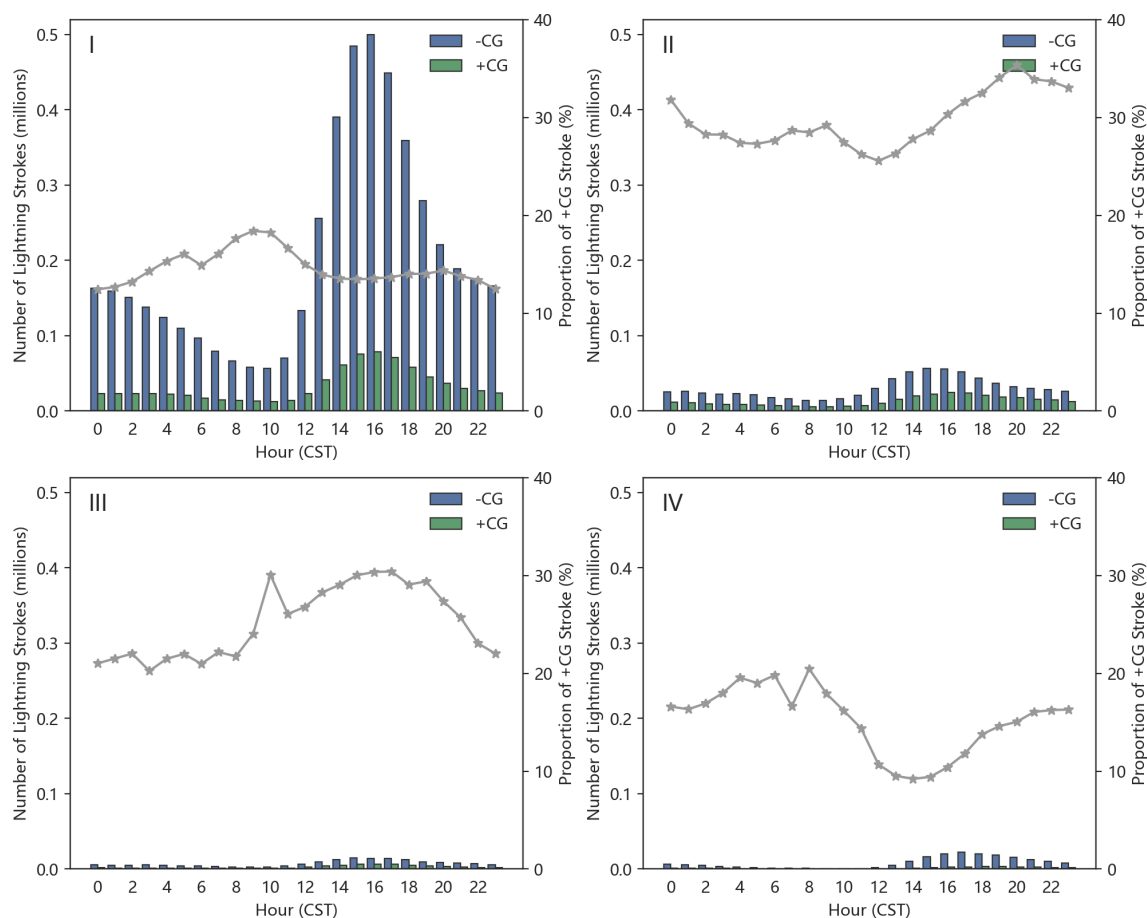 I
-CG
+CG
Number of Lightning Strokes (millions)
0.5
0.4
0.3
0.2
0.1
0.0
Proportion of +CG Stroke (%)
40
30
20
10
0
0 2 4 6 8 10 12 14 16 18 20 22
Hour (CST)
II
-CG
+CG
Number of Lightning Strokes (millions)
0.5
0.4
0.3
0.2
0.1
0.0
Proportion of +CG Stroke (%)
40
30
20
10
0
0 2 4 6 8 10 12 14 16 18 20 22
Hour (CST)
III
-CG
+CG
Number of Lightning Strokes (millions)
0.5
0.4
0.3
0.2
0.1
0.0
Proportion of +CG Stroke (%)
40
30
20
10
0
0 2 4 6 8 10 12 14 16 18 20 22
Hour (CST)
IV
-CG
+CG
Number of Lightning Strokes (millions)
0.5
0.4
0.3
0.2
0.1
0.0
Proportion of +CG Stroke (%)
40
30
20
10
0
0 2 4 6 8 10 12 14 16 18 20 22
Hour (CST)